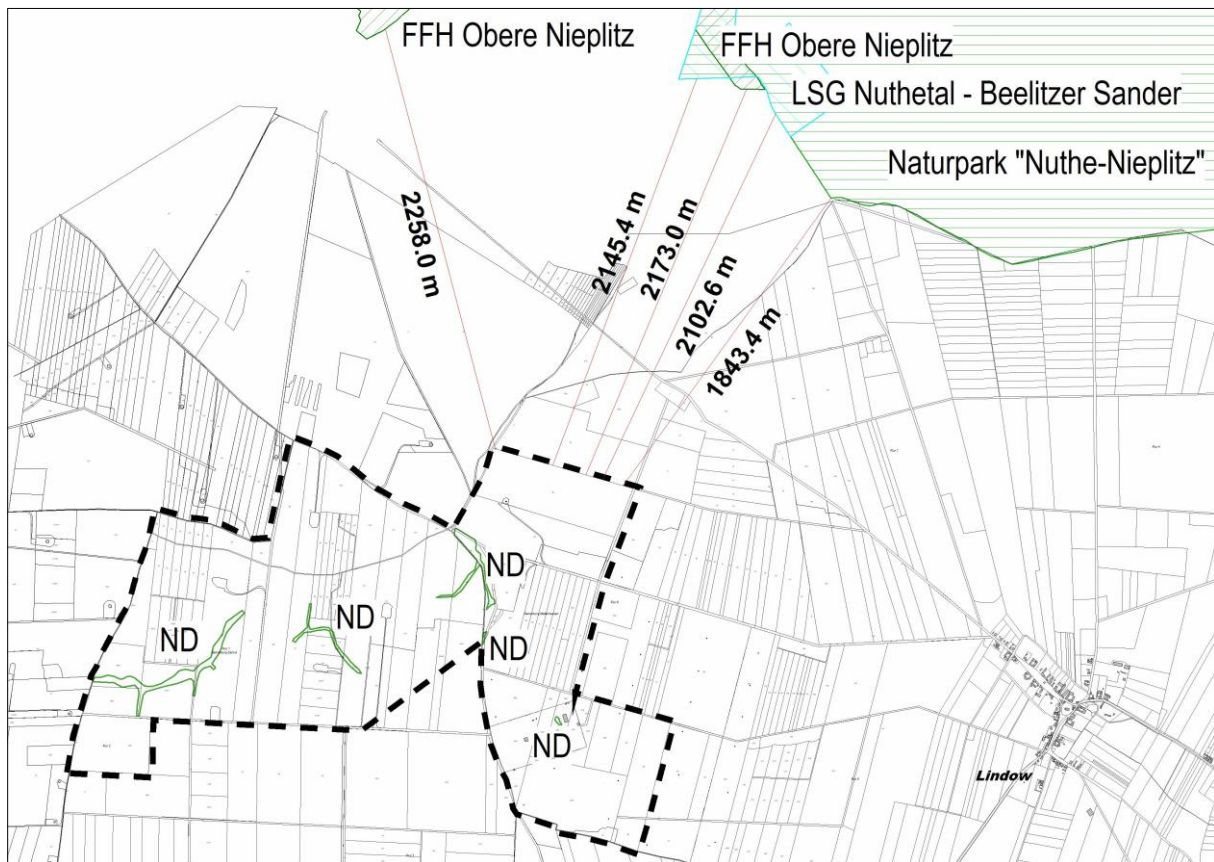 FFH Obere Nieplitz
FFH Obere Nieplitz
LSG Nuthetal - Beelitzer Sander
Naturpark "Nuthe-Nieplitz"
2258.0 m
2145.4 m
2173.0 m
2102.6 m
1843.4 m
ND
ND
ND
ND
ND
Lindow